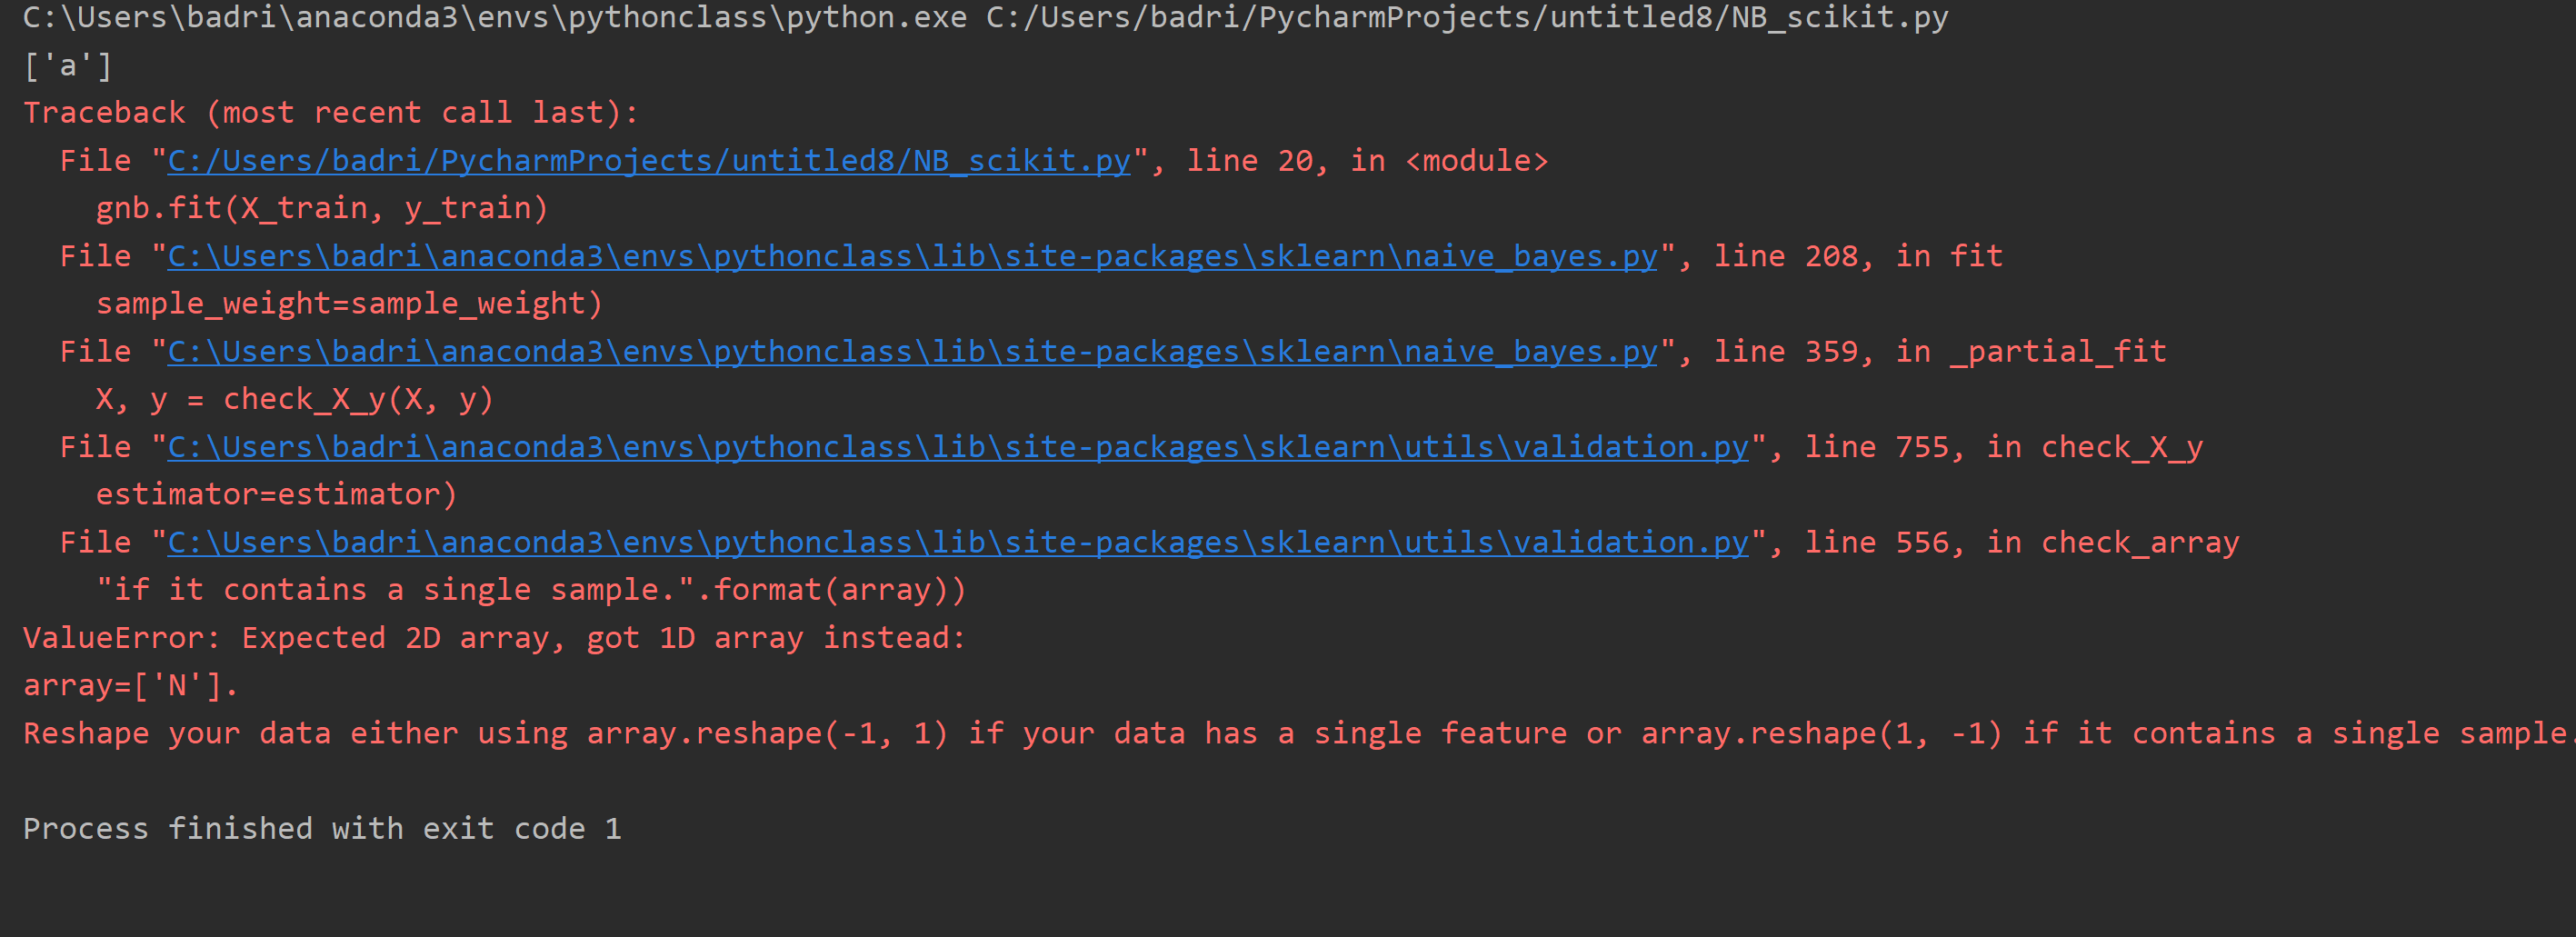 C:\Users\badri\anaconda3\envs\pythonclass\python.exe C:/Users/badri/PycharmProjects/untitled8/NB_scikit.py
['a']
Traceback (most recent call last):
  File "C:/Users/badri/PycharmProjects/untitled8/NB_scikit.py", line 20, in <module>
    gnb.fit(X_train, y_train)
  File "C:\Users\badri\anaconda3\envs\pythonclass\lib\site-packages\sklearn\naive_bayes.py", line 208, in fit
    sample_weight=sample_weight)
  File "C:\Users\badri\anaconda3\envs\pythonclass\lib\site-packages\sklearn\naive_bayes.py", line 359, in _partial_fit
    X, y = check_X_y(X, y)
  File "C:\Users\badri\anaconda3\envs\pythonclass\lib\site-packages\sklearn\utils\validation.py", line 755, in check_X_y
    estimator=estimator)
  File "C:\Users\badri\anaconda3\envs\pythonclass\lib\site-packages\sklearn\utils\validation.py", line 556, in check_array
    "if it contains a single sample.".format(array))
ValueError: Expected 2D array, got 1D array instead:
array=['N'].
Reshape your data either using array.reshape(-1, 1) if your data has a single feature or array.reshape(1, -1) if it contains a single sample.
Process finished with exit code 1